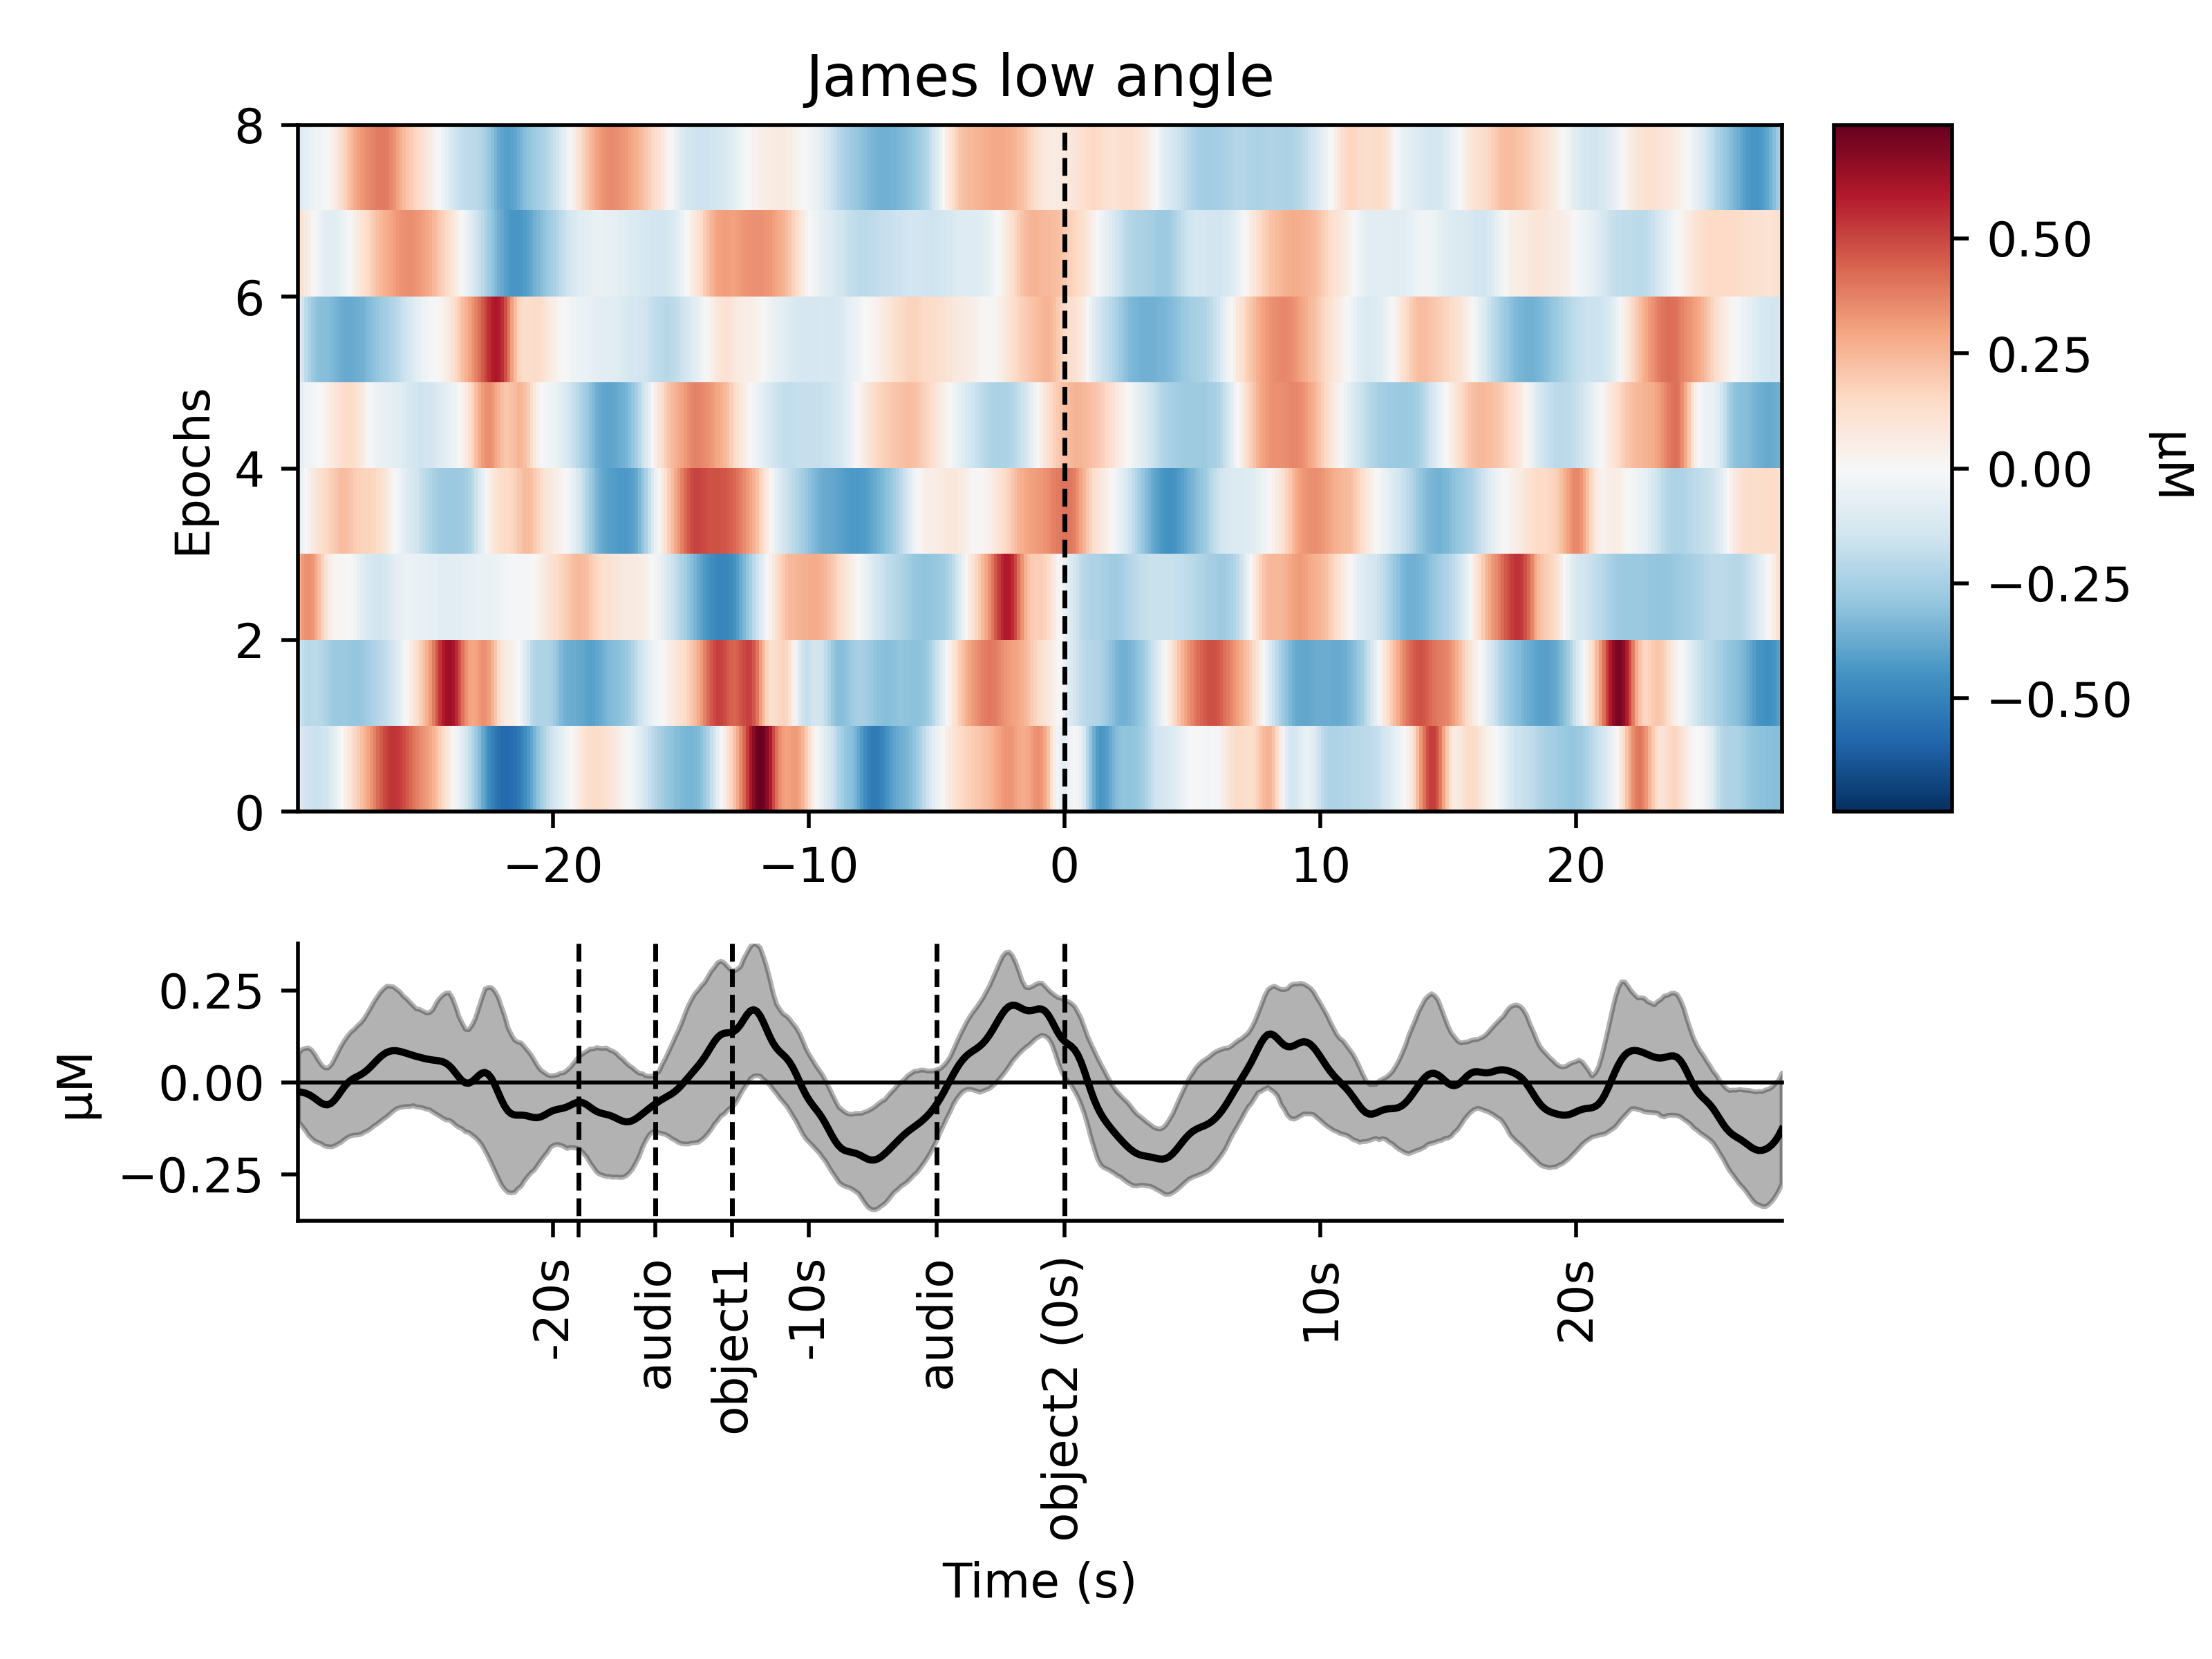 James low angle
8
6
4
2
0
Epochs
−20
−10
0
10
20
0.50
0.25
0.00
−0.25
−0.50
µM
0.25
0.00
−0.25
µM
-20s
audio
object1
-10s
audio
object2 (0s)
10s
20s
Time (s)